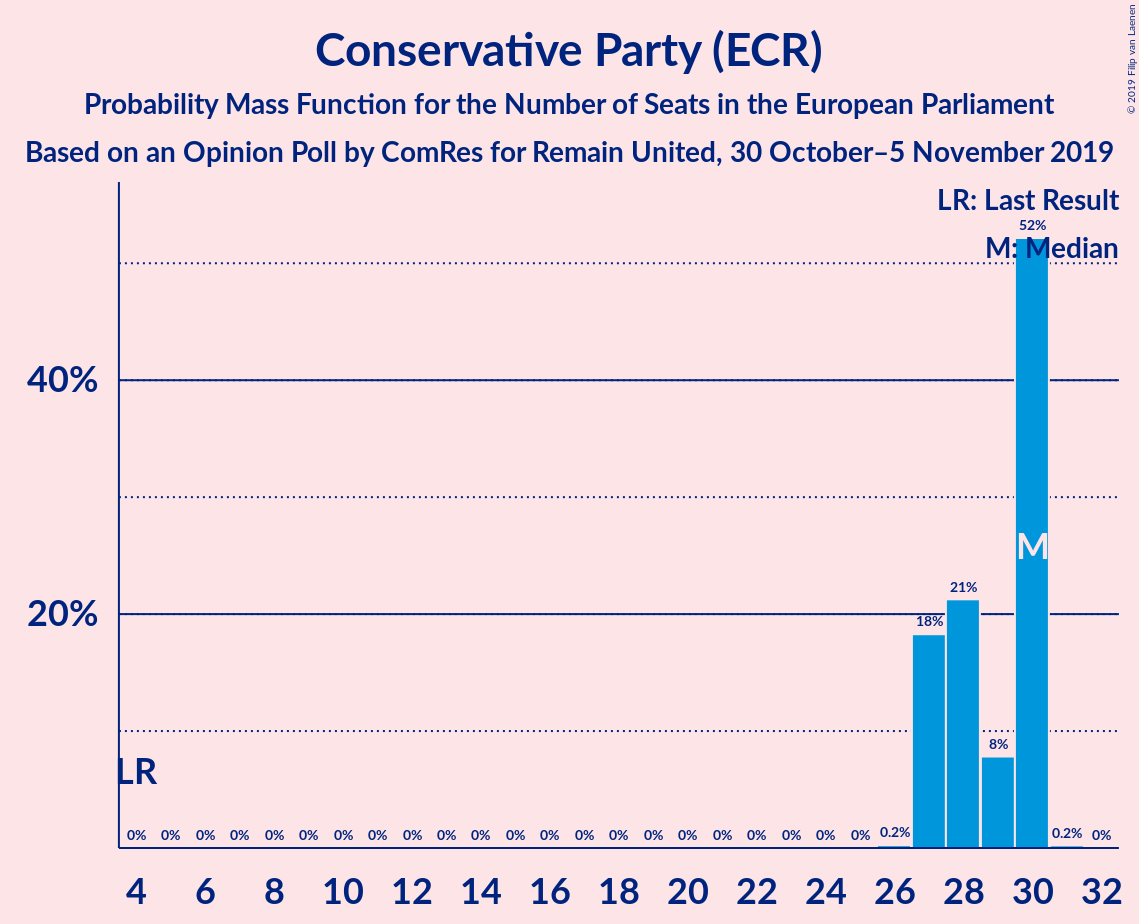 Conservative Party (ECR)
Probability Mass Function for the Number of Seats in the European Parliament
Based on an Opinion Poll by ComRes for Remain United, 30 October–5 November 2019
© 2019 Filip van Laenen
LR: Last Result
M: Median
52%
40%
M
21%
20%
18%
8%
LR
0% 0% 0% 0% 0% 0% 0% 0% 0% 0% 0% 0% 0% 0% 0% 0% 0% 0% 0% 0% 0% 0% 0.2% 0.2% 0%
4 6 8 10 12 14 16 18 20 22 24 26 28 30 32